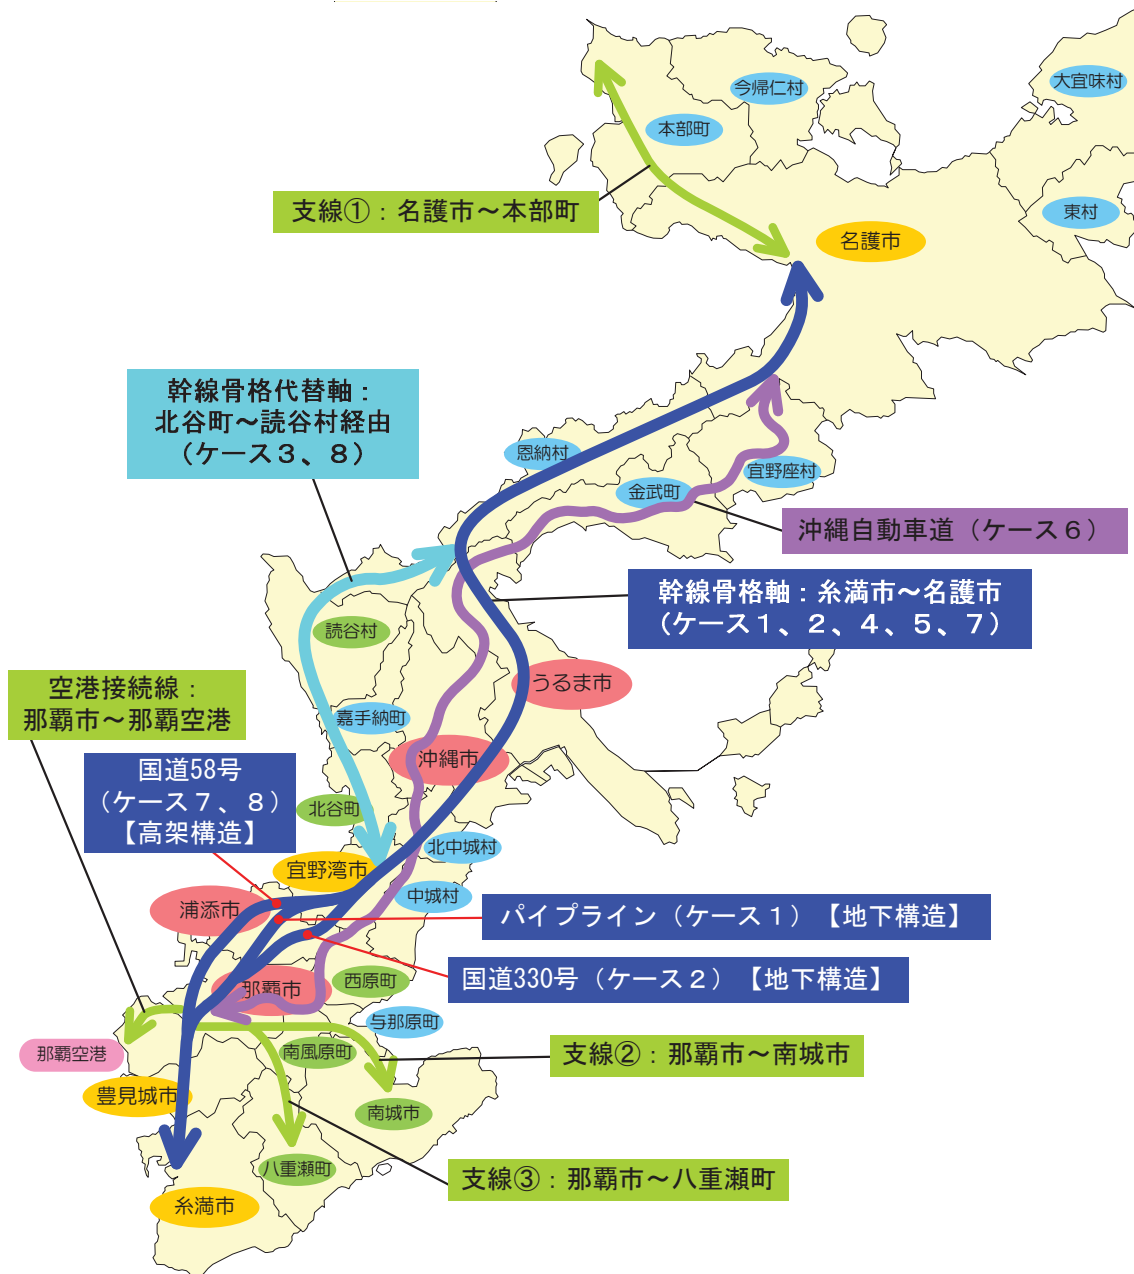 大宜味村
今帰仁村
本部町
支線①：名護市～本部町
東村
名護市
幹線骨格代替軸：
北谷町～読谷村経由
（ケース３、８）
恩納村
宜野座村
金武町
沖縄自動車道（ケース６）
幹線骨格軸：糸満市～名護市
（ケース１、２、４、５、７）
読谷村
うるま市
空港接続線：
那覇市～那覇空港
嘉手納町
沖縄市
国道58号
（ケース７、８）
【高架構造】
北谷町
北中城村
宜野湾市
中城村
浦添市
パイプライン（ケース１）【地下構造】
国道330号（ケース２）【地下構造】
西原町
那覇市
与那原町
那覇空港
南風原町
支線②：那覇市～南城市
豊見城市
南城市
八重瀬町
支線③：那覇市～八重瀬町
糸満市